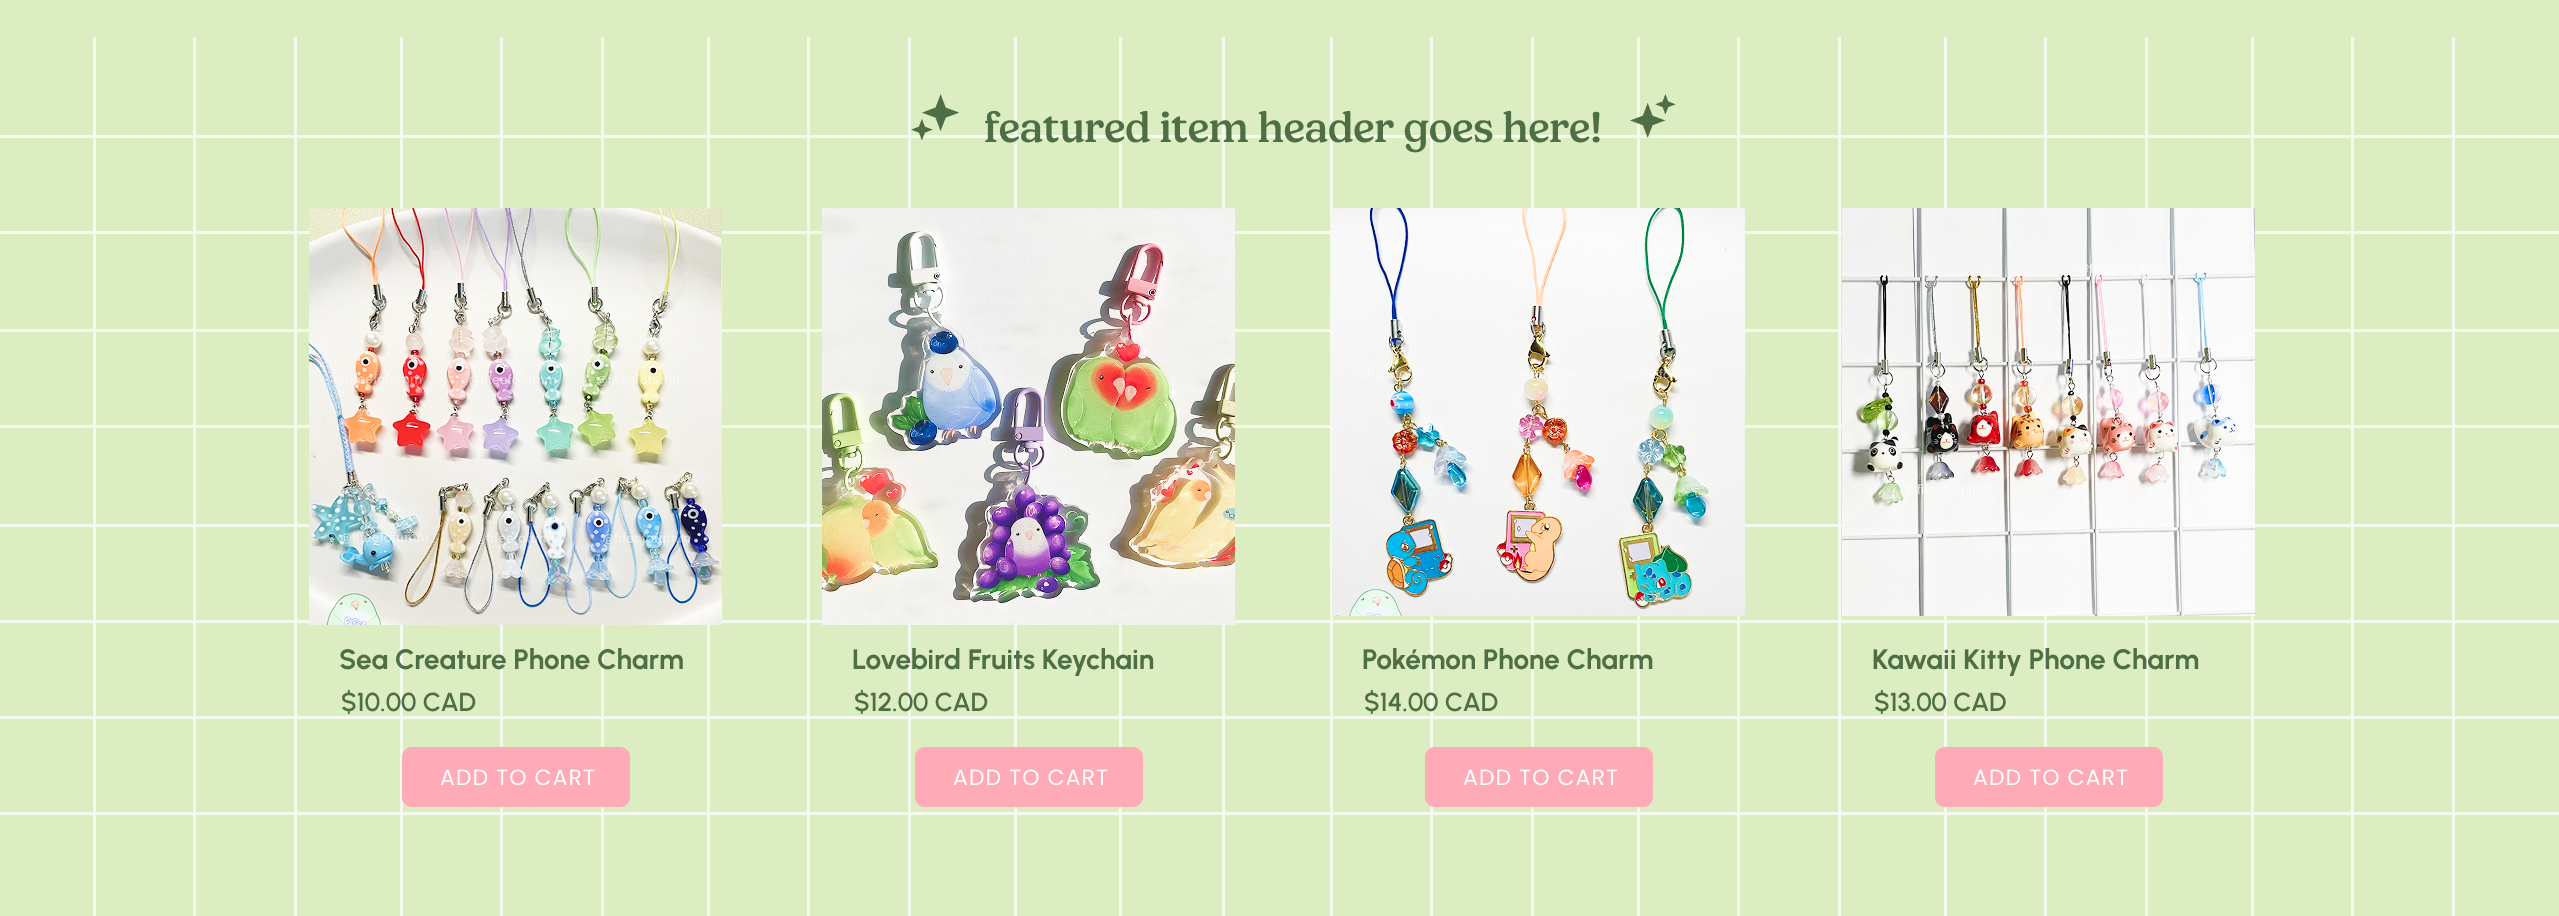 featured item header goes here!
Sea Creature Phone Charm
$10.00 CAD
ADD TO CART
Lovebird Fruits Keychain
$12.00 CAD
ADD TO CART
Pokémon Phone Charm
$14.00 CAD
ADD TO CART
Kawaii Kitty Phone Charm
$13.00 CAD
ADD TO CART